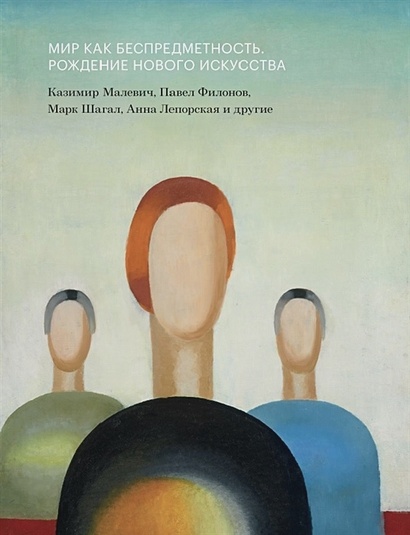 МИР КАК БЕСПРЕДМЕТНОСТЬ.
РОЖДЕНИЕ НОВОГО ИСКУССТВА
Казимир Малевич, Павел Филонов,
Марк Шагал, Анна Лепорская и другие